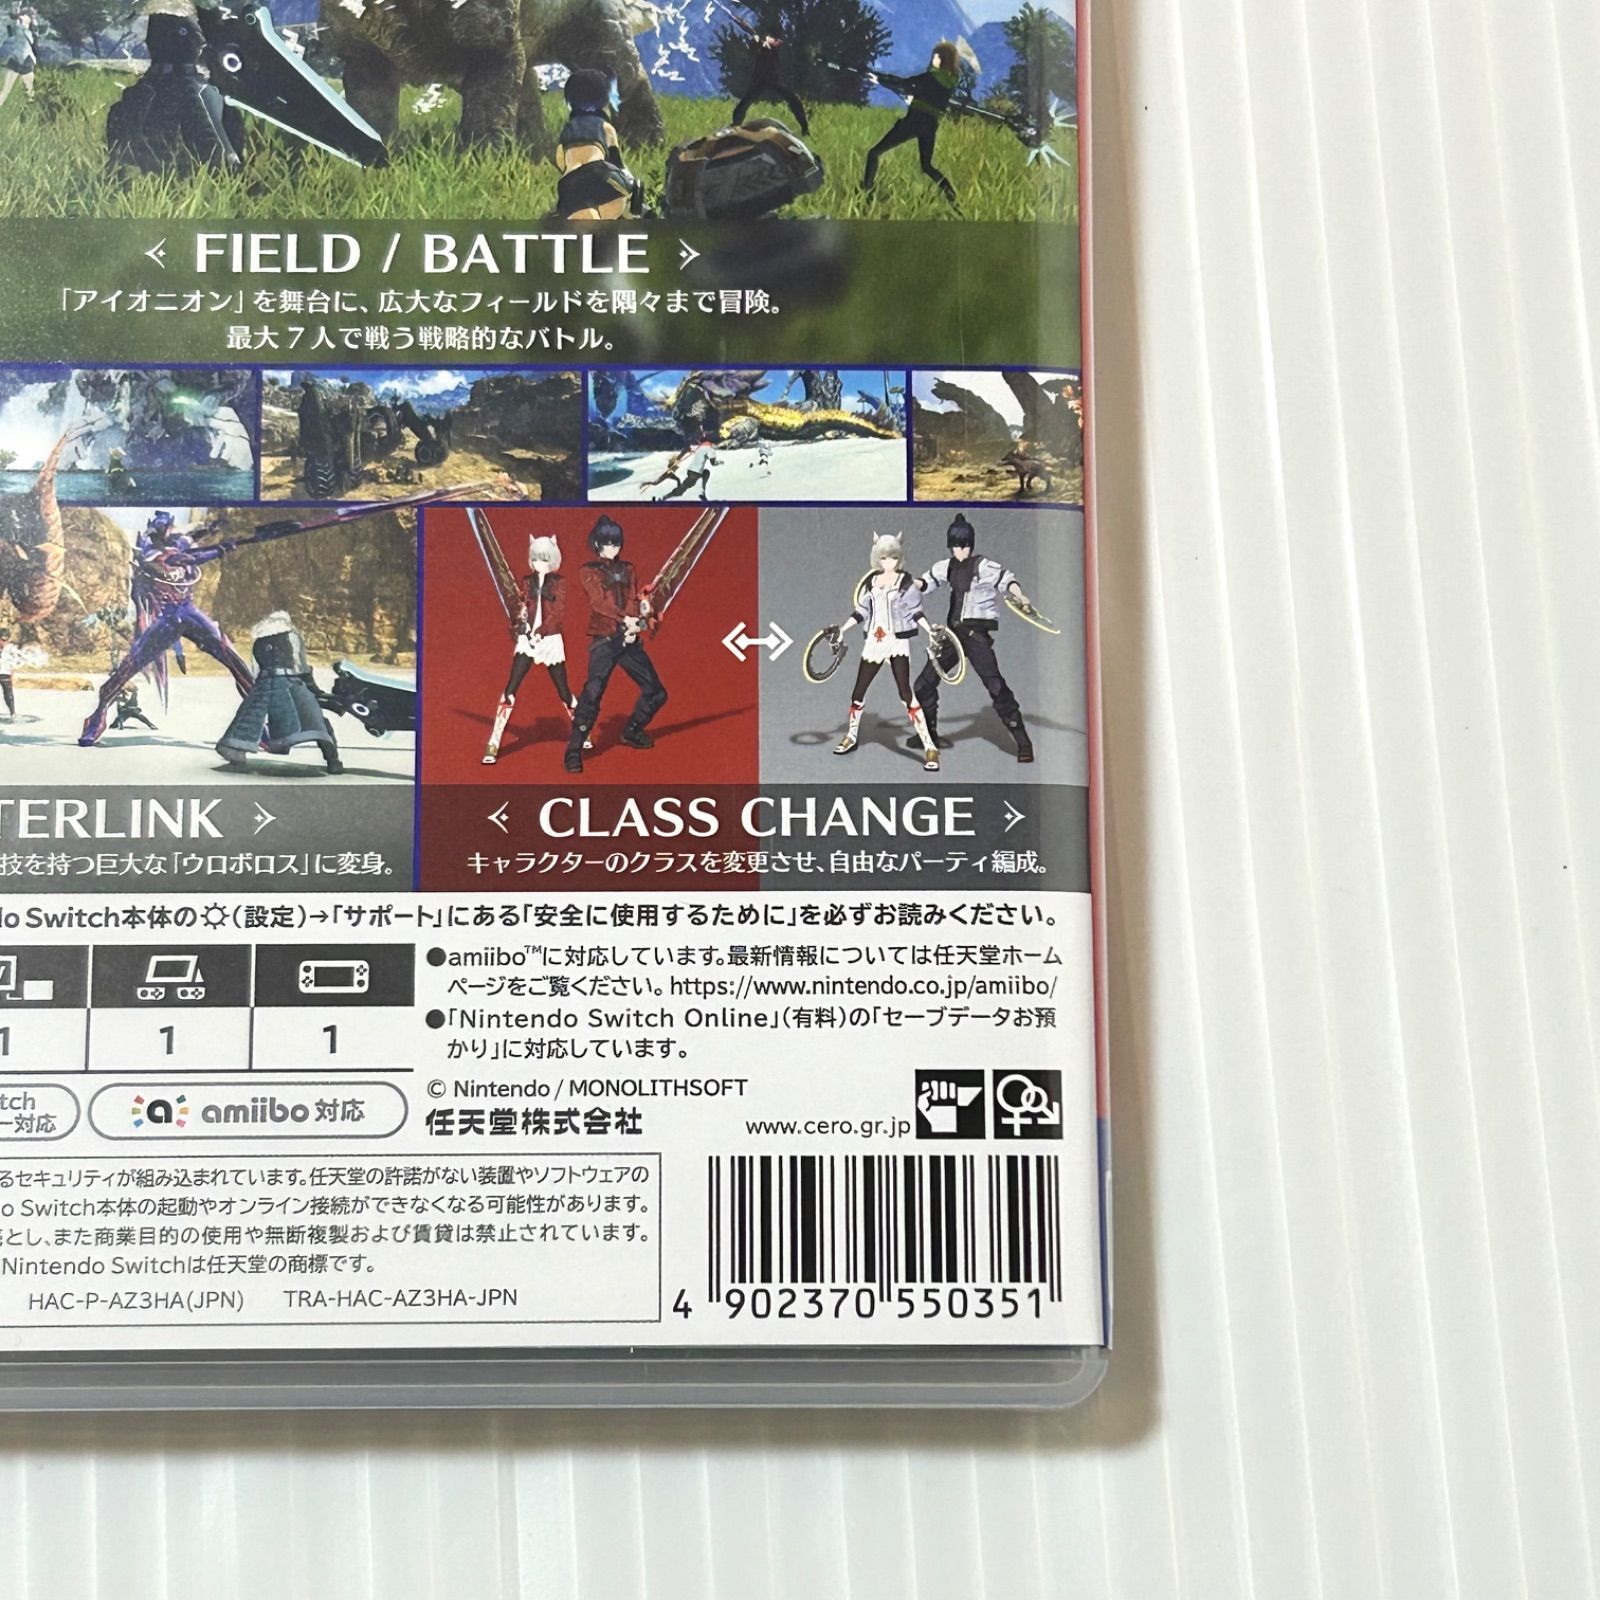 FIELD / BATTLE
「アイオニオン」を舞台に、広大なフィールドを隅々まで冒険。
最大7人で戦う戦略的なバトル。
TERLINK
技を持つ巨大な「ウロボロス」に変身。
CLASS CHANGE
キャラクターのクラスを変更させ、自由なパーティ編成。
do Switch本体の(設定)→「サポート」にある「安全に使用するために」を必ずお読みください。
1 1 1
●amiibo™に対応しています。最新情報については任天堂ホーム
ページをご覧ください。https://www.nintendo.co.jp/amiibo/
●「Nintendo Switch Online」(有料)の「セーブデータお預
かり」に対応しています。
tch
ー対応
a amiibo 対応
© Nintendo / MONOLITHSOFT
任天堂株式会社
www.cero.gr.jp
るセキュリティが組み込まれています。任天堂の許諾がない装置やソフトウェアの
o Switch本体の起動やオンライン接続ができなくなる可能性があります。
とし、また商業目的の使用や無断複製および賃貸は禁止されています。
Nintendo Switchは任天堂の商標です。
HAC-P-AZ3HA(JPN) TRA-HAC-AZ3HA-JPN
4 902370 550351